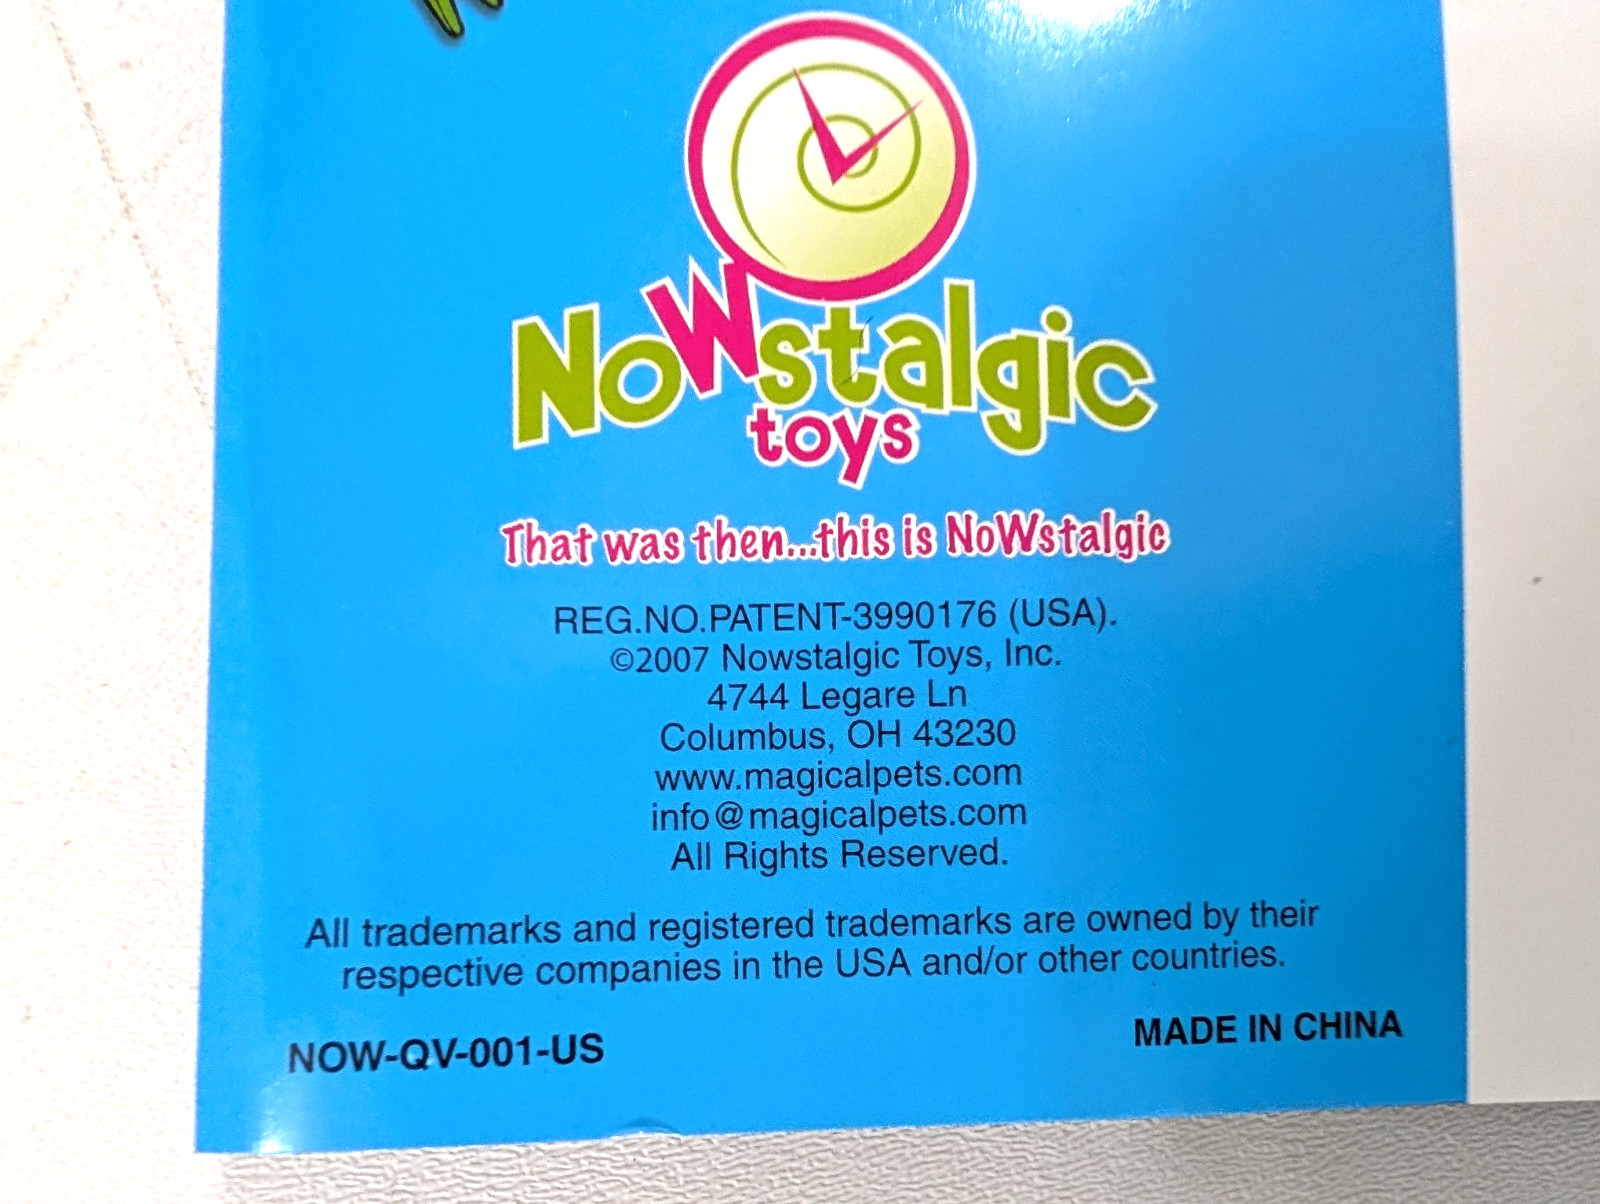 NoWstalgic
toys
That was then...this is NoWstalgic
REG.NO.PATENT-3990176 (USA).
©2007 Nowstalgic Toys, Inc.
4744 Legare Ln
Columbus, OH 43230
www.magicalpets.com
info@magicalpets.com
All Rights Reserved.
All trademarks and registered trademarks are owned by their
respective companies in the USA and/or other countries.
NOW-QV-001-US
MADE IN CHINA